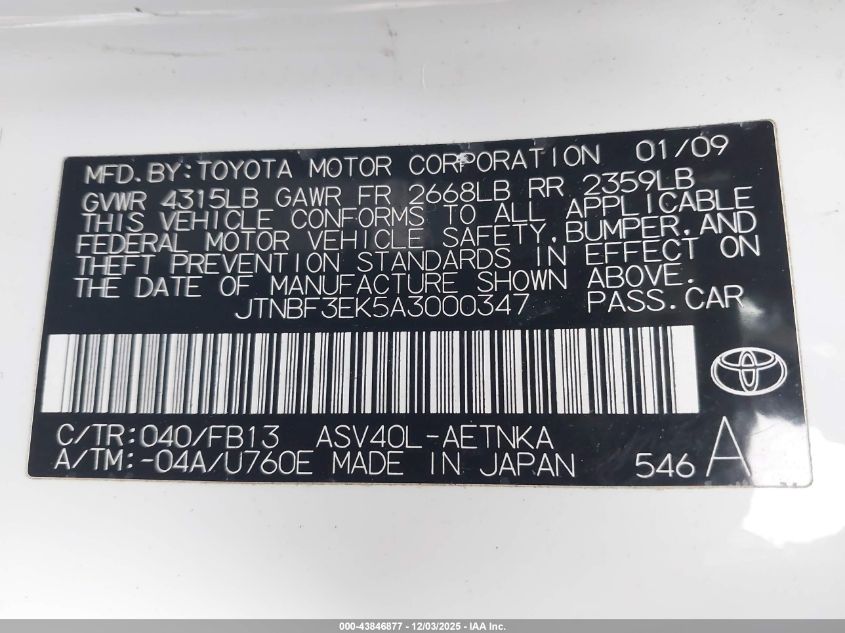 MFD. BY: TOYOTA MOTOR CORPORATION 01/09
GVWR 4315LB GAWR FR 2668LB RR 2359LB
THIS VEHICLE CONFORMS TO ALL APPLICABLE
FEDERAL MOTOR VEHICLE SAFETY, BUMPER, AND
THEFT PREVENTION STANDARDS IN EFFECT ON
THE DATE OF MANUFACTURE SHOWN ABOVE.
JTNBF3EK5A3000347 PASS. CAR
C/TR: 040/FB13 ASV40L-AETNKA
A/TM: -04A/U760E MADE IN JAPAN 546 A
000-43846877 - 12/03/2025 - IAA Inc.